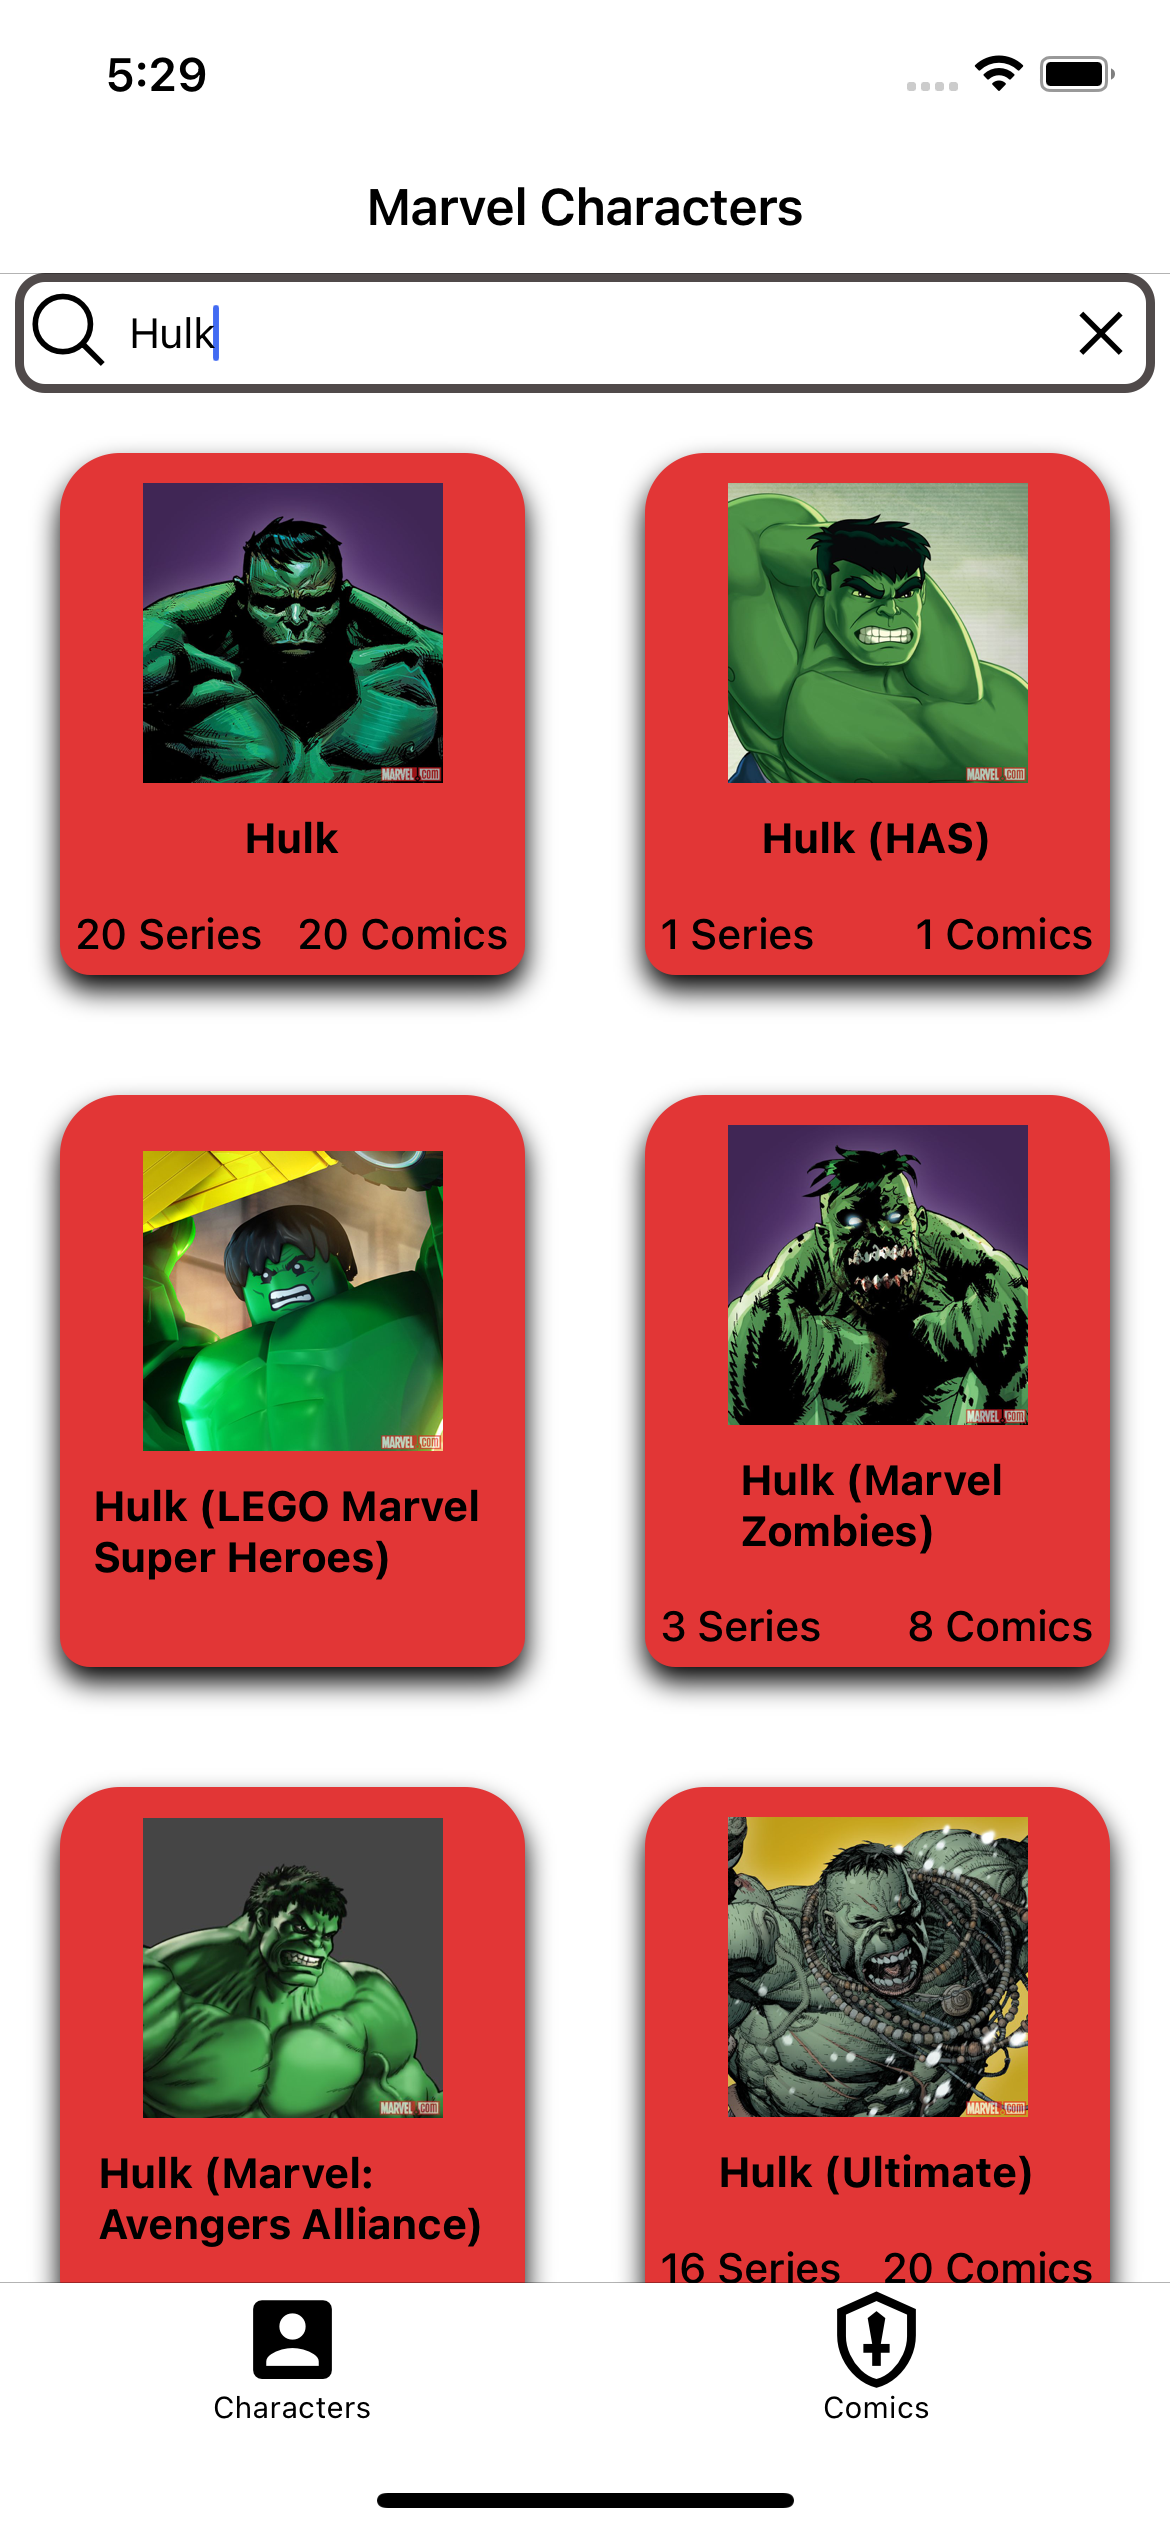 5:29
Marvel Characters
Hulk
MARVEL.com
MARVEL.com
Hulk
Hulk (HAS)
20 Series 20 Comics
1 Series 1 Comics
MARVEL.com
MARVEL.com
Hulk (LEGO Marvel
Super Heroes)
Hulk (Marvel
Zombies)
3 Series 8 Comics
MARVEL.com
MARVEL.com
Hulk (Marvel:
Avengers Alliance)
Hulk (Ultimate)
16 Series 20 Comics
Characters
Comics